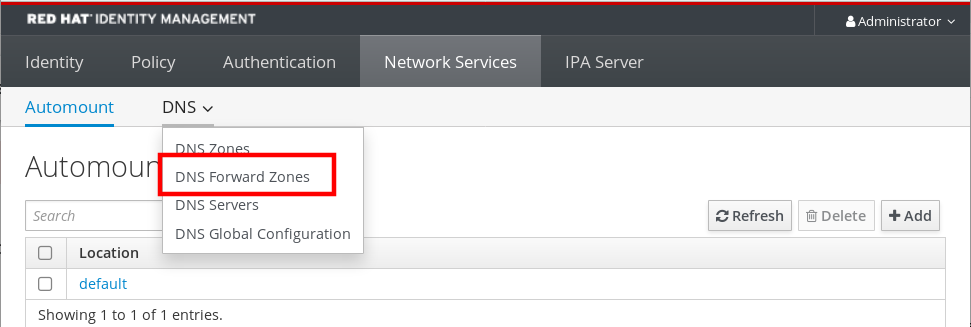 RED HAT® IDENTITY MANAGEMENT
Administrator
Identity Policy Authentication Network Services IPA Server
Automount DNS
DNS Zones
Automoun
DNS Forward Zones
DNS Servers
Search Refresh Delete Add
DNS Global Configuration
Location
default
Showing 1 to 1 of 1 entries.